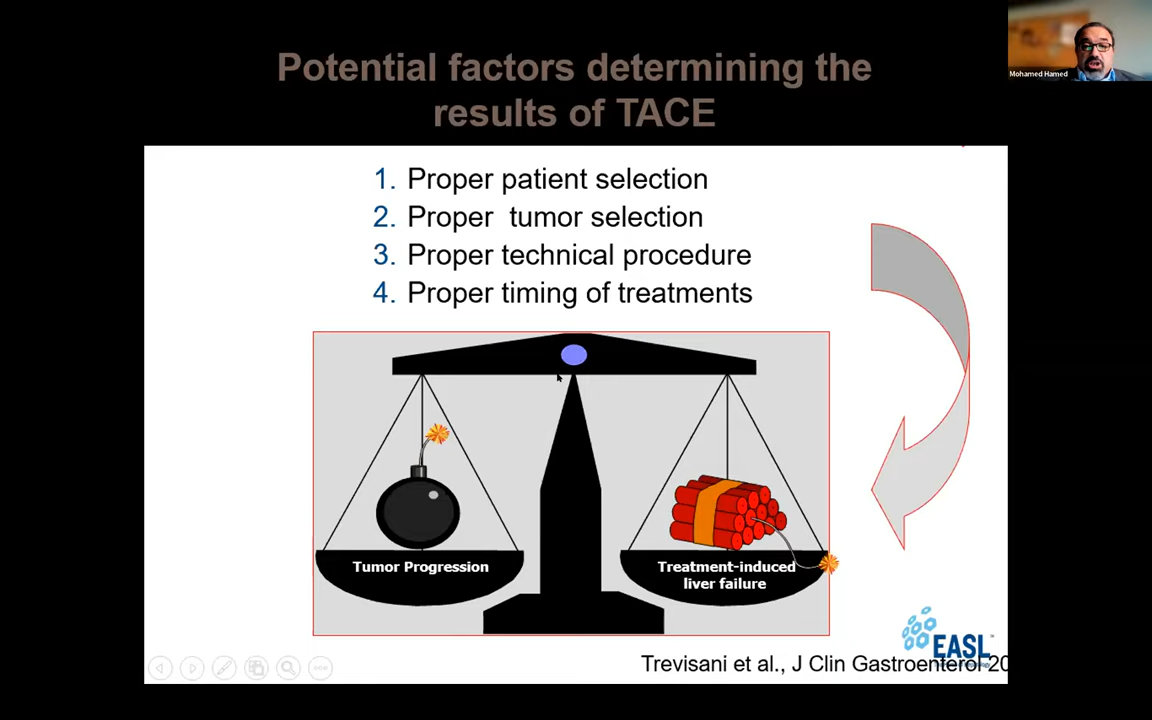 Mohamed Hamed
Potential factors determining the
results of TACE
1. Proper patient selection
2. Proper tumor selection
3. Proper technical procedure
4. Proper timing of treatments
Tumor Progression
Treatment-induced
liver failure
EASL
Trevisani et al., J Clin Gastroenterol 20